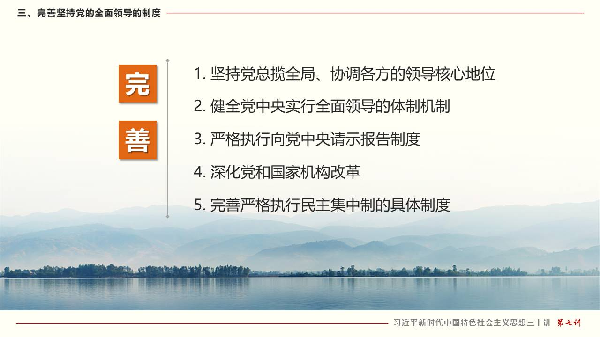 三、完善坚持党的全面领导的制度
完
善
1. 坚持党总揽全局、协调各方的领导核心地位
2. 健全党中央实行全面领导的体制机制
3. 严格执行向党中央请示报告制度
4. 深化党和国家机构改革
5. 完善严格执行民主集中制的具体制度
习近平新时代中国特色社会主义思想三十讲 第七讲